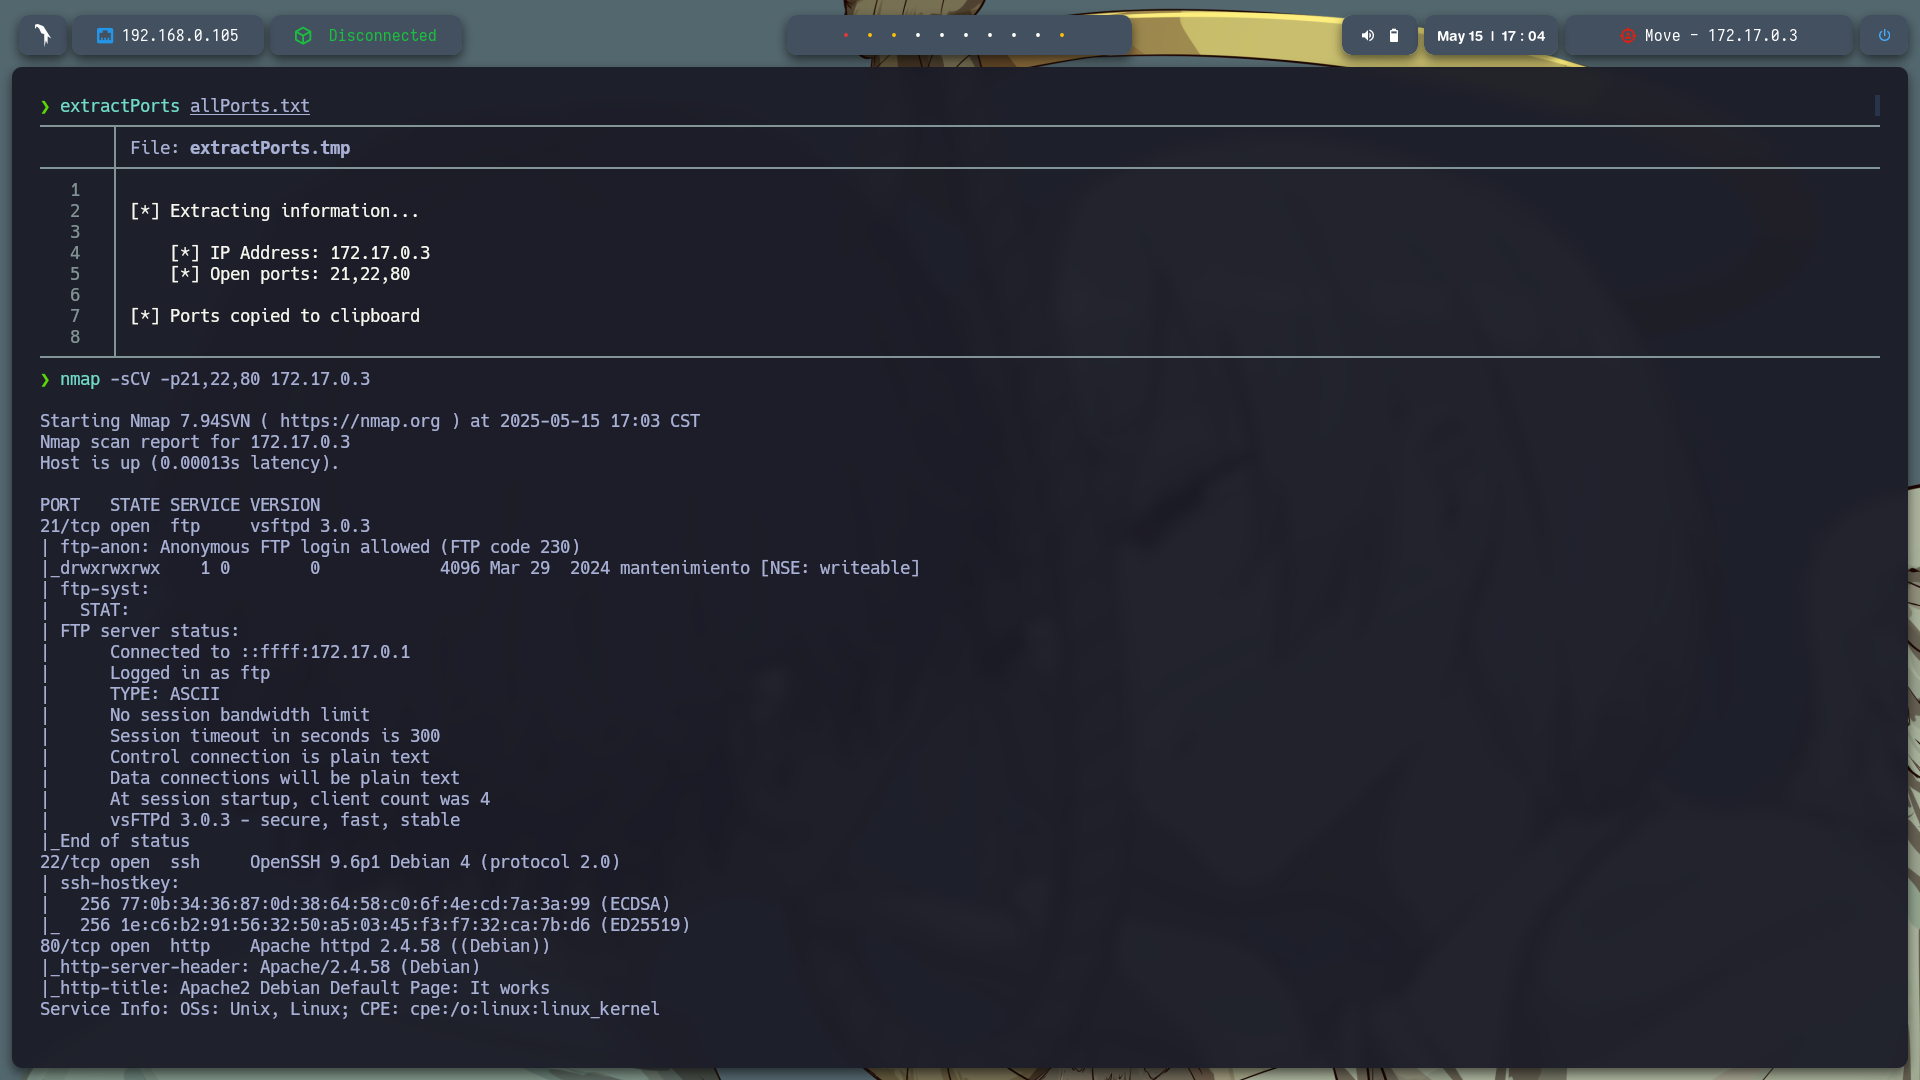 192.168.0.105 Disconnected May 15 | 17 : 04 Move - 172.17.0.3
❯ extractPorts allPorts.txt
File: extractPorts.tmp
1
2 [*] Extracting information...
3
4 [*] IP Address: 172.17.0.3
5 [*] Open ports: 21,22,80
6
7 [*] Ports copied to clipboard
8
❯ nmap -sCV -p21,22,80 172.17.0.3
Starting Nmap 7.94SVN ( https://nmap.org ) at 2025-05-15 17:03 CST
Nmap scan report for 172.17.0.3
Host is up (0.00013s latency).
PORT   STATE SERVICE VERSION
21/tcp open  ftp     vsftpd 3.0.3
| ftp-anon: Anonymous FTP login allowed (FTP code 230)
|_drwxrwxrwx    1 0        0            4096 Mar 29  2024 mantenimiento [NSE: writeable]
| ftp-syst:
|   STAT:
| FTP server status:
|      Connected to ::ffff:172.17.0.1
|      Logged in as ftp
|      TYPE: ASCII
|      No session bandwidth limit
|      Session timeout in seconds is 300
|      Control connection is plain text
|      Data connections will be plain text
|      At session startup, client count was 4
|      vsFTPd 3.0.3 - secure, fast, stable
|_End of status
22/tcp open  ssh     OpenSSH 9.6p1 Debian 4 (protocol 2.0)
| ssh-hostkey:
|   256 77:0b:34:36:87:0d:38:64:58:c0:6f:4e:cd:7a:3a:99 (ECDSA)
|_  256 1e:c6:b2:91:56:32:50:a5:03:45:f3:f7:32:ca:7b:d6 (ED25519)
80/tcp open  http    Apache httpd 2.4.58 ((Debian))
|_http-server-header: Apache/2.4.58 (Debian)
|_http-title: Apache2 Debian Default Page: It works
Service Info: OSs: Unix, Linux; CPE: cpe:/o:linux:linux_kernel